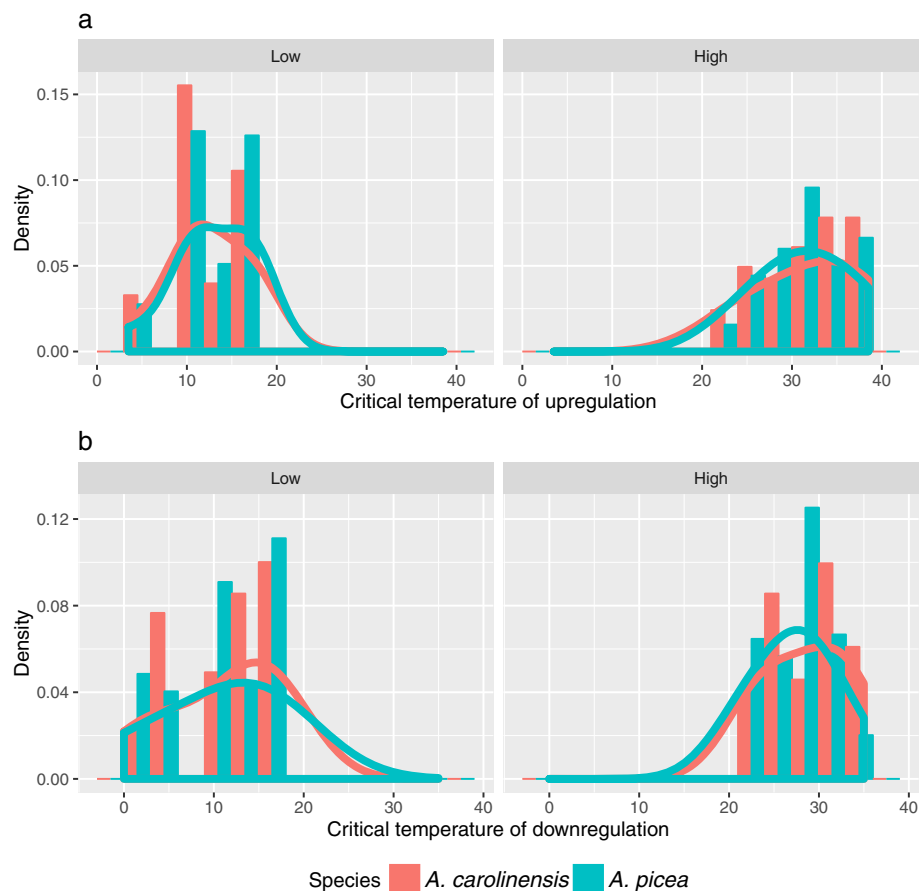 a
Low
High
0.15
0.10
0.05
0.00
Density
0 10 20 30 40
0 10 20 30 40
Critical temperature of upregulation
b
Low
High
0.12
0.08
0.04
0.00
Density
0 10 20 30 40
0 10 20 30 40
Critical temperature of downregulation
Species A. carolinensis A. picea